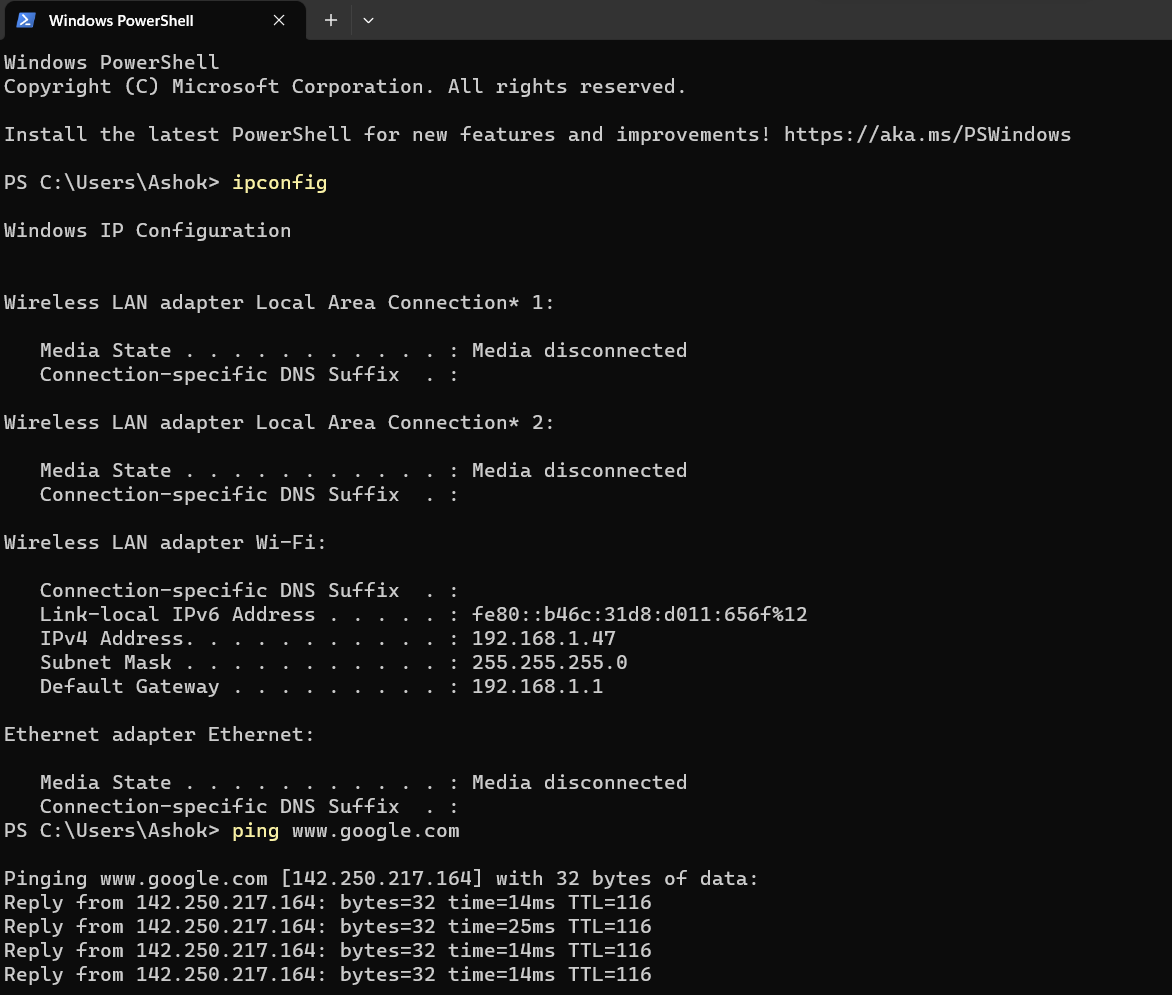 Windows PowerShell
Windows PowerShell
Copyright (C) Microsoft Corporation. All rights reserved.
Install the latest PowerShell for new features and improvements! https://aka.ms/PSWindows
PS C:\Users\Ashok> ipconfig
Windows IP Configuration
Wireless LAN adapter Local Area Connection* 1:
   Media State . . . . . . . . . . . : Media disconnected
   Connection-specific DNS Suffix  . :
Wireless LAN adapter Local Area Connection* 2:
   Media State . . . . . . . . . . . : Media disconnected
   Connection-specific DNS Suffix  . :
Wireless LAN adapter Wi-Fi:
   Connection-specific DNS Suffix  . :
   Link-local IPv6 Address . . . . . : fe80::b46c:31d8:d011:656f%12
   IPv4 Address. . . . . . . . . . . : 192.168.1.47
   Subnet Mask . . . . . . . . . . . : 255.255.255.0
   Default Gateway . . . . . . . . . : 192.168.1.1
Ethernet adapter Ethernet:
   Media State . . . . . . . . . . . : Media disconnected
   Connection-specific DNS Suffix  . :
PS C:\Users\Ashok> ping www.google.com
Pinging www.google.com [142.250.217.164] with 32 bytes of data:
Reply from 142.250.217.164: bytes=32 time=14ms TTL=116
Reply from 142.250.217.164: bytes=32 time=25ms TTL=116
Reply from 142.250.217.164: bytes=32 time=14ms TTL=116
Reply from 142.250.217.164: bytes=32 time=14ms TTL=116